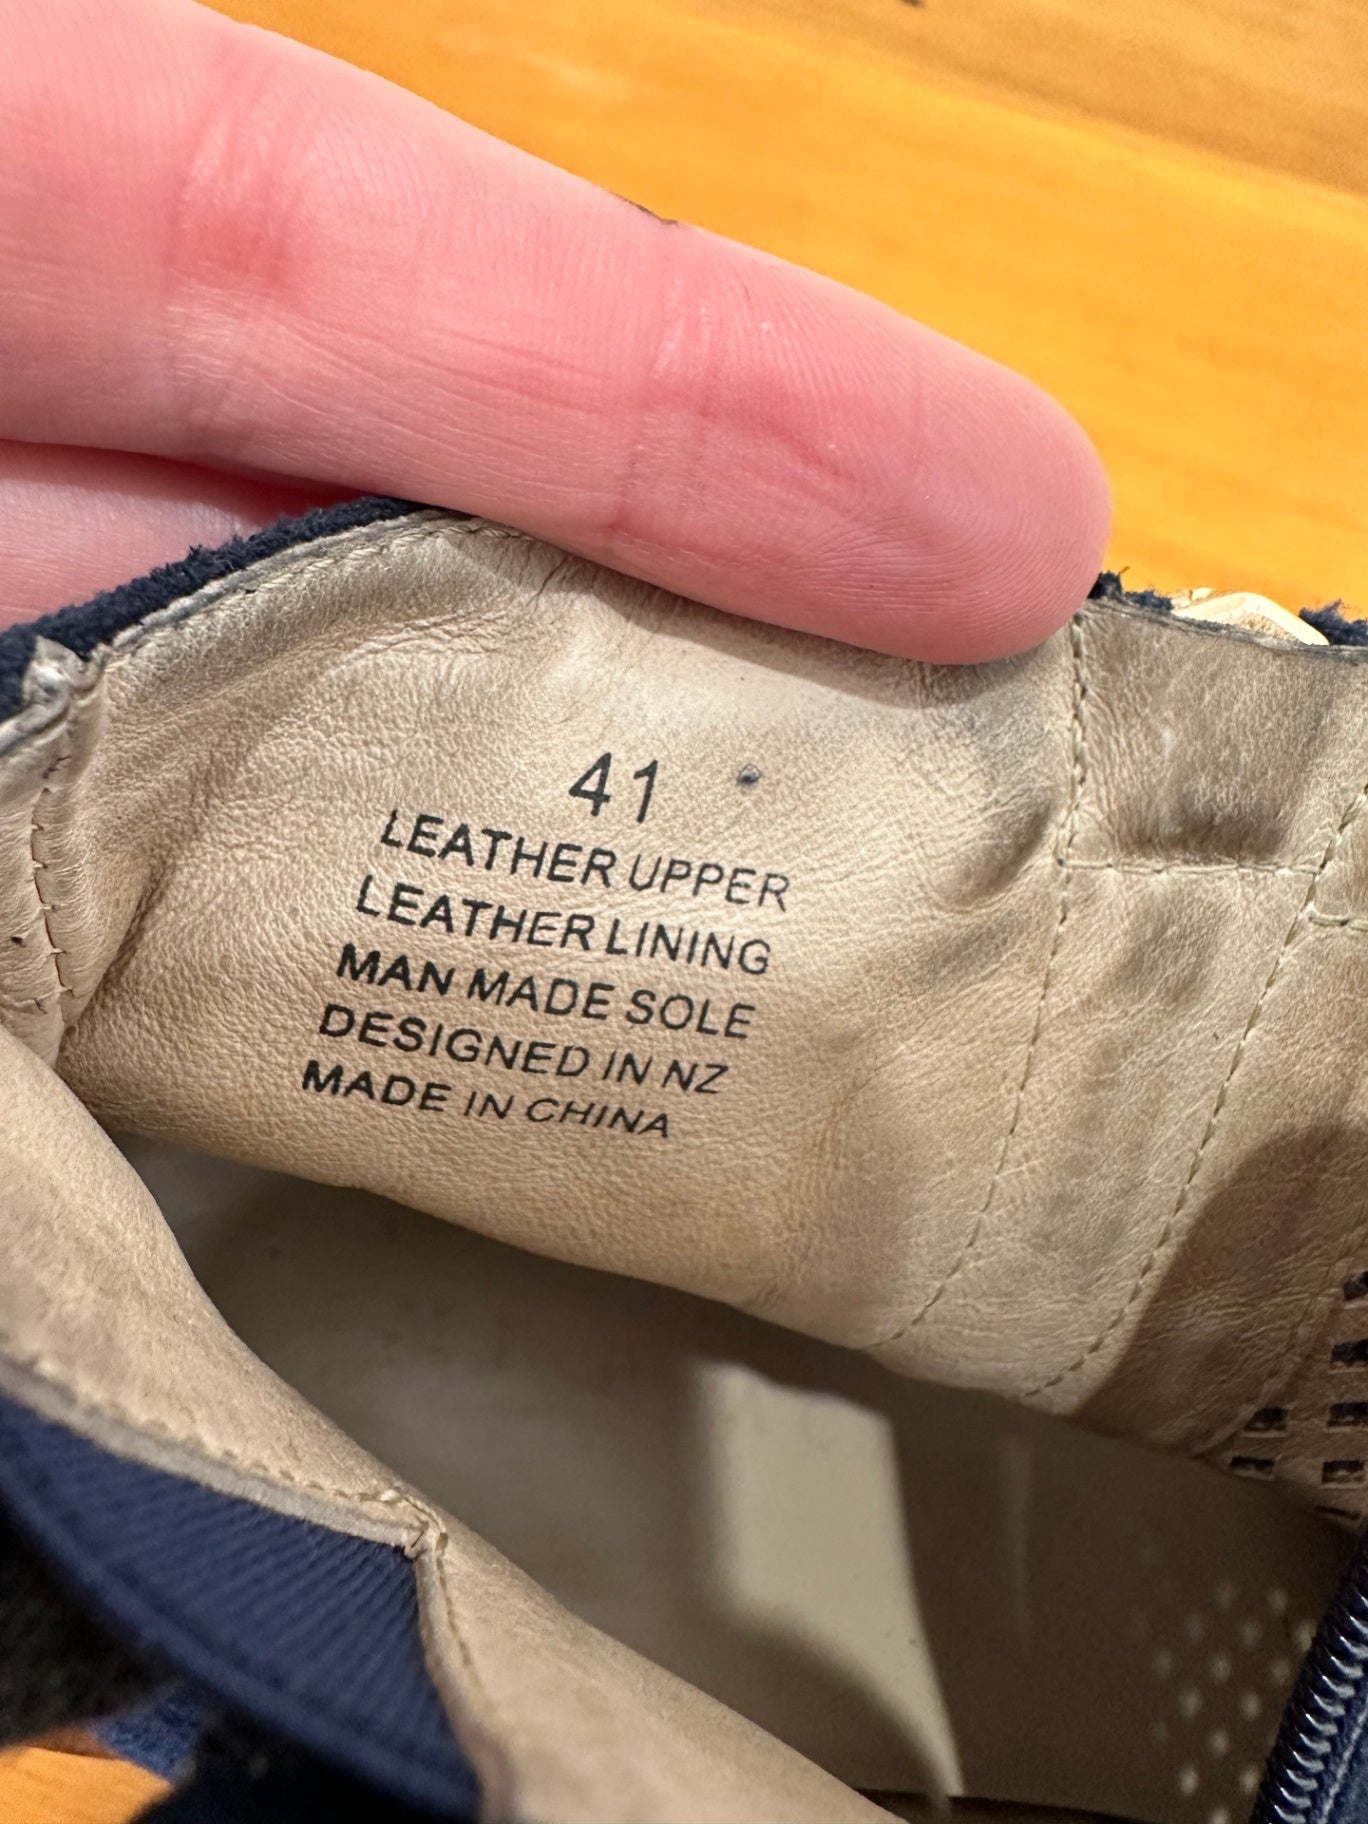 41
LEATHER UPPER
LEATHER LINING
MAN MADE SOLE
DESIGNED IN NZ
MADE IN CHINA